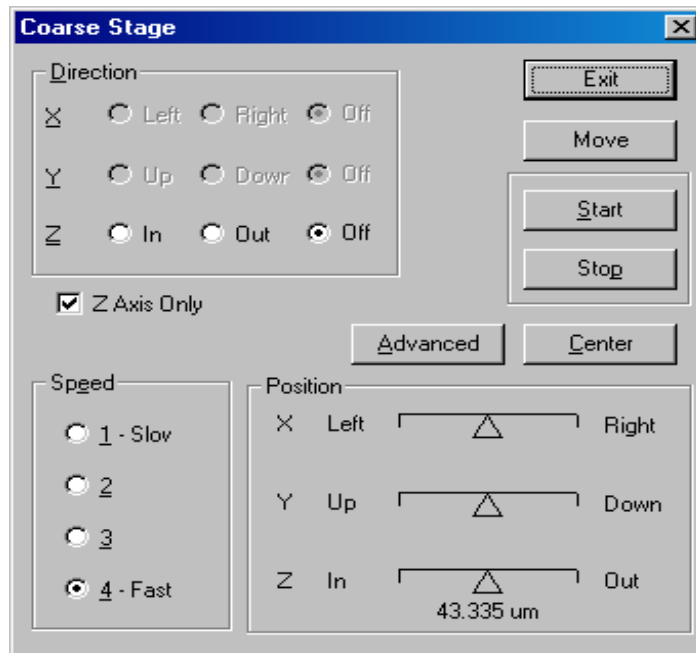 Coarse Stage
Direction
X Left Right Off
Y Up Dowr Off
Z In Out Off
Z Axis Only
Exit
Move
Start
Stop
Advanced Center
Speed
1 - Slov
2
3
4 - Fast
Position
X Left Right
Y Up Down
Z In Out
43.335 um